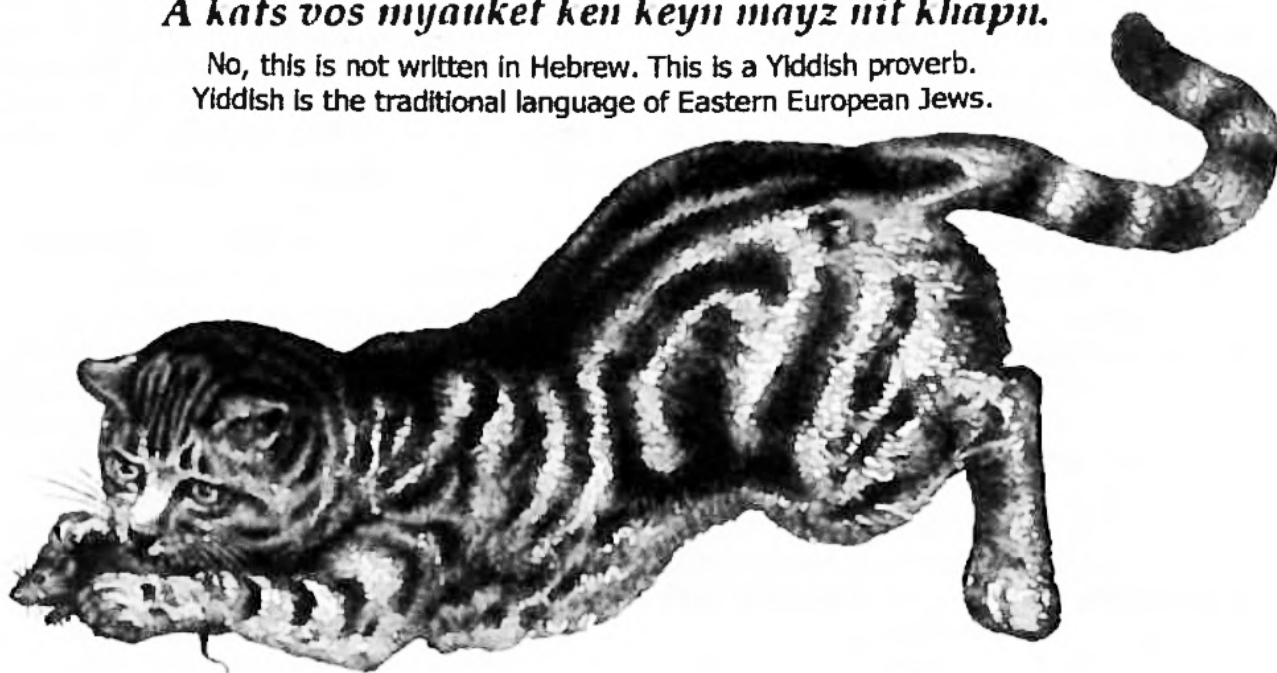 A kats vos myauket ken keyn mayz nit khapn.
No, this is not written in Hebrew. This is a Yiddish proverb.
Yiddish is the traditional language of Eastern European Jews.